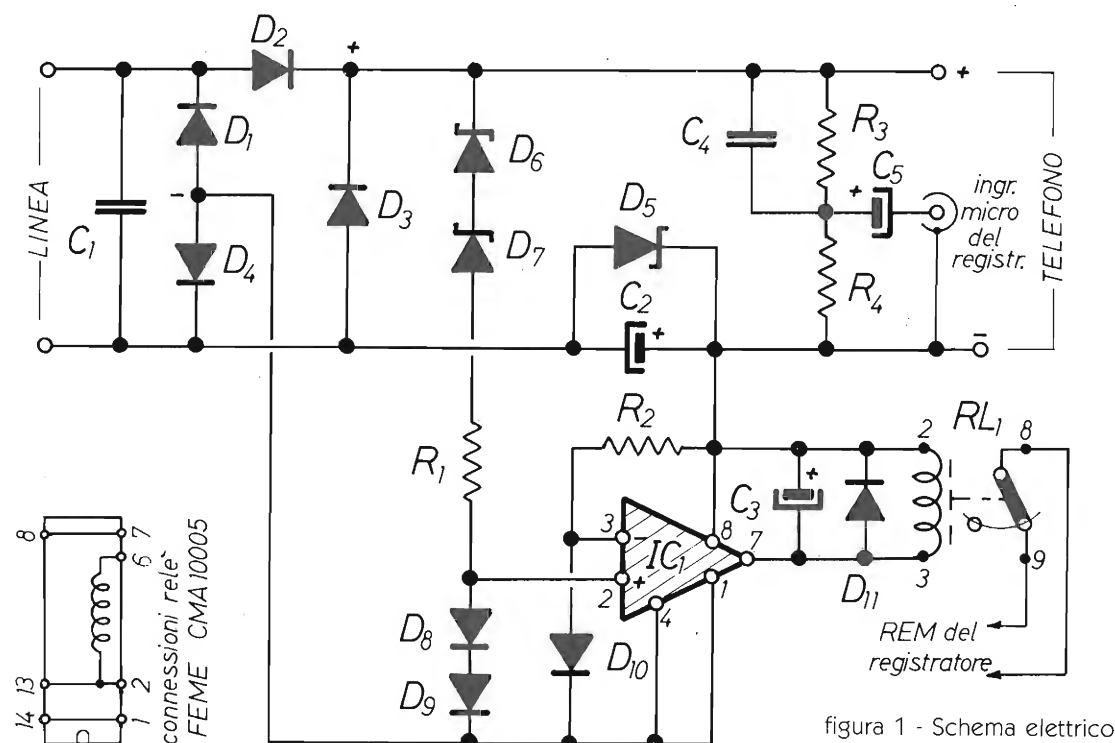 D2
+
+
LINEA
C1
D1
-
D4
D3
D6
D7
D5
C2
+
C4
R3
+
C5
R4
ingr.
micro
del
registr.
TELEFONO
-
R1
R2
3
-
IC1
+
2
4
8
7
1
D8
D9
D10
C3
+
D11
2
3
RL1
8
9
REM del
registratore
8
7
6
13
2
14
1
connessioni relè
FEME CMA 10005
figura 1 - Schema elettrico